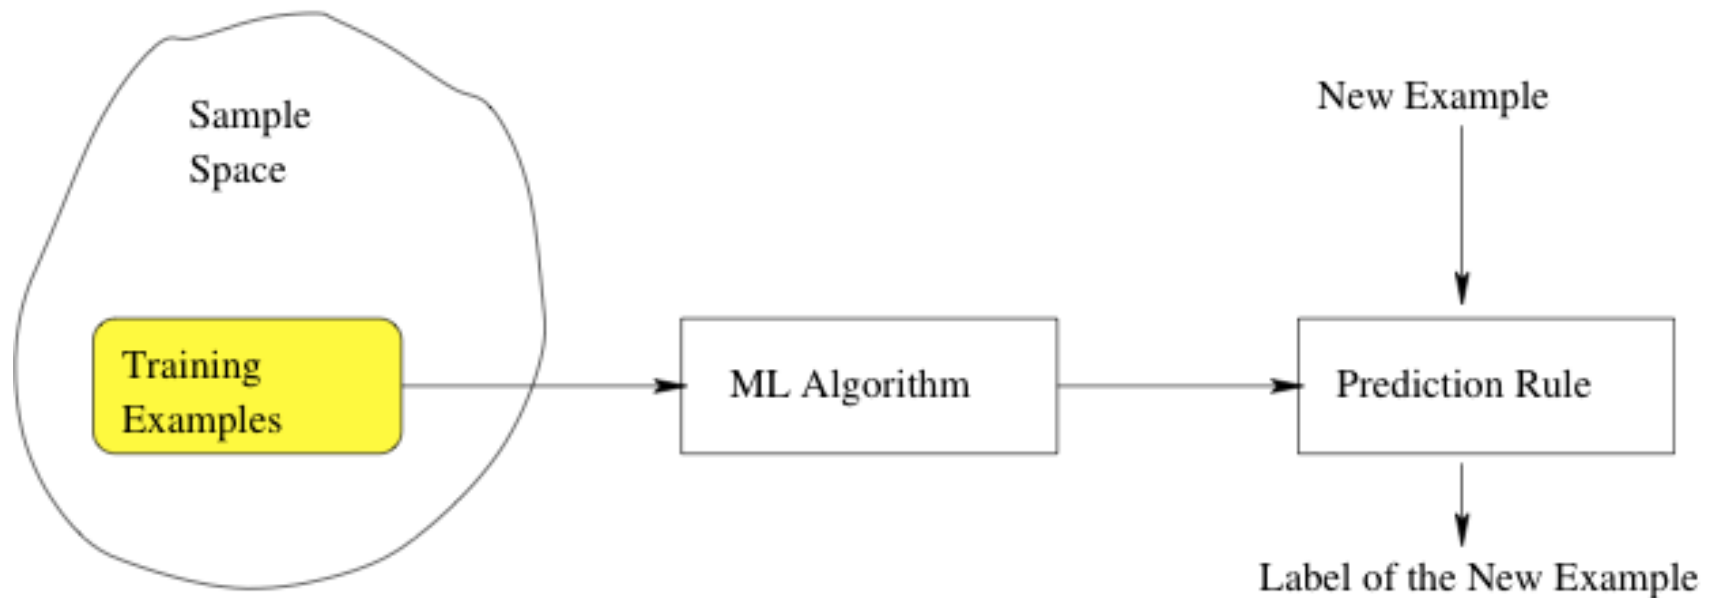 Sample
Space
Training
Examples
ML Algorithm
New Example
Prediction Rule
Label of the New Example